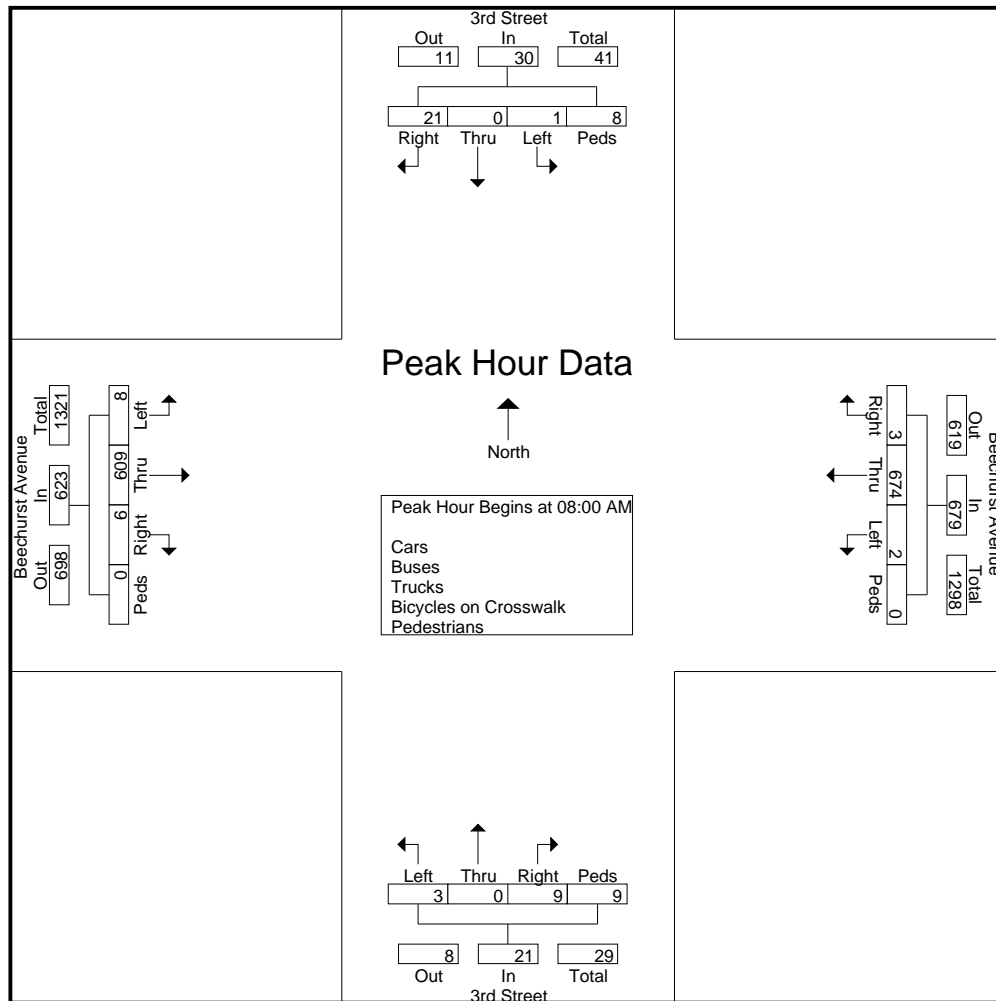 3rd Street
Out In Total
11 30 41
21 0 1 8
Right Thru Left Peds
Peak Hour Data
North
Peak Hour Begins at 08:00 AM
Cars
Buses
Trucks
Bicycles on Crosswalk
Pedestrians
Beechurst Avenue
Out In Total
698 623 1321
8 609 6 0
Left Thru Right Peds
Beechurst Avenue
Out In Total
619 679 1298
3 674 2 0
Right Thru Left Peds
Left Thru Right Peds
3 0 9 9
8 21 29
Out In Total
3rd Street